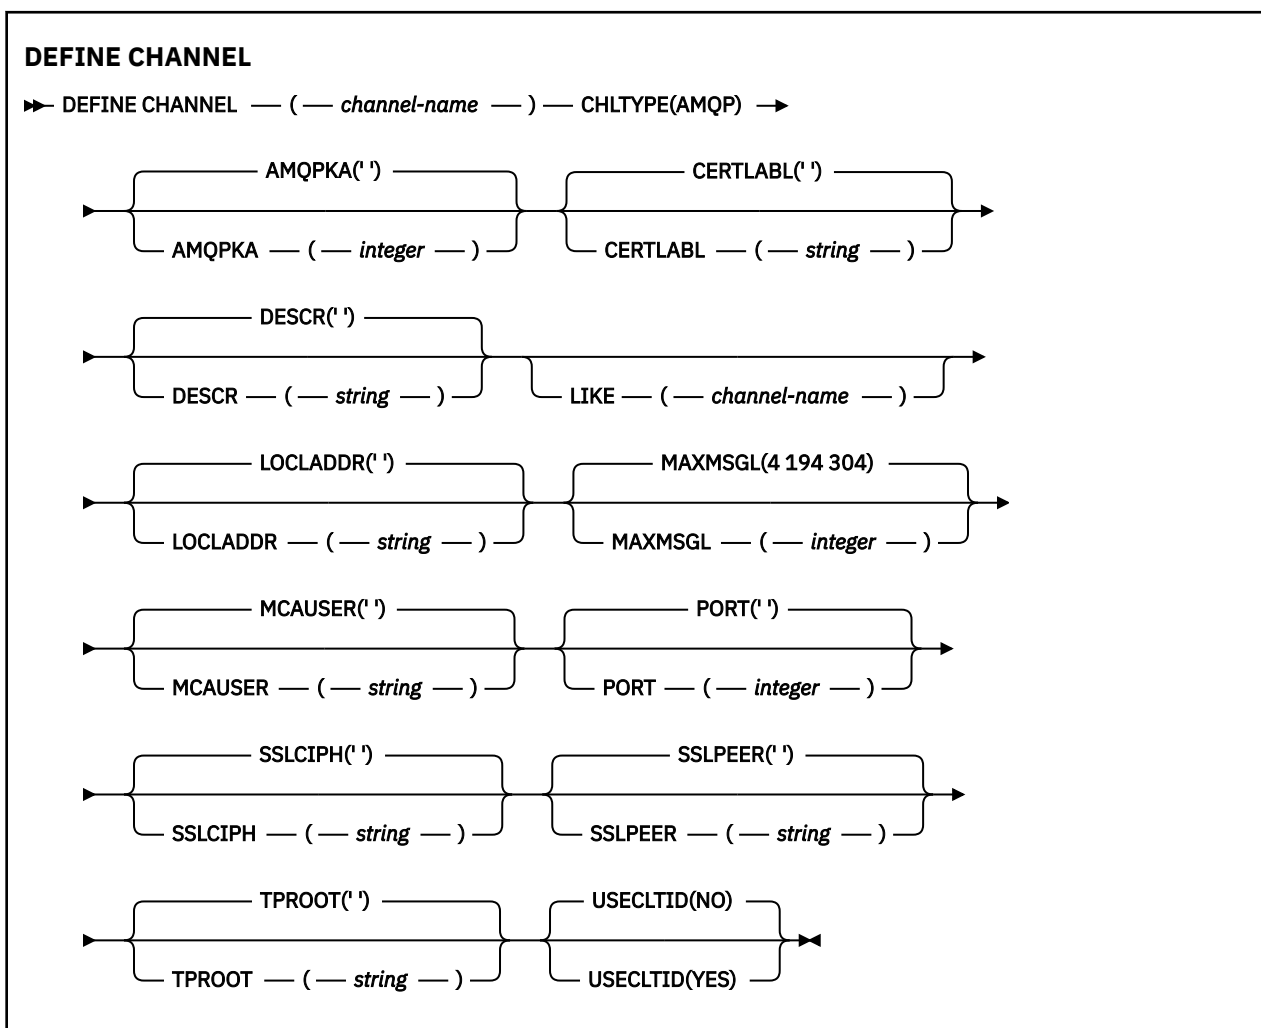 DEFINE CHANNEL
DEFINE CHANNEL ( channel-name ) CHLTYPE(AMQP)
AMQPKA(' ') CERTLABL(' ')
AMQPKA ( integer ) CERTLABL ( string )
DESCR(' ')
DESCR ( string ) LIKE ( channel-name )
LOCLADDR(' ') MAXMSGL(4 194 304)
LOCLADDR ( string ) MAXMSGL ( integer )
MCAUSER(' ') PORT(' ')
MCAUSER ( string ) PORT ( integer )
SSLCIPH(' ') SSLPEER(' ')
SSLCIPH ( string ) SSLPEER ( string )
TPROOT(' ') USECLTID(NO)
TPROOT ( string ) USECLTID(YES)